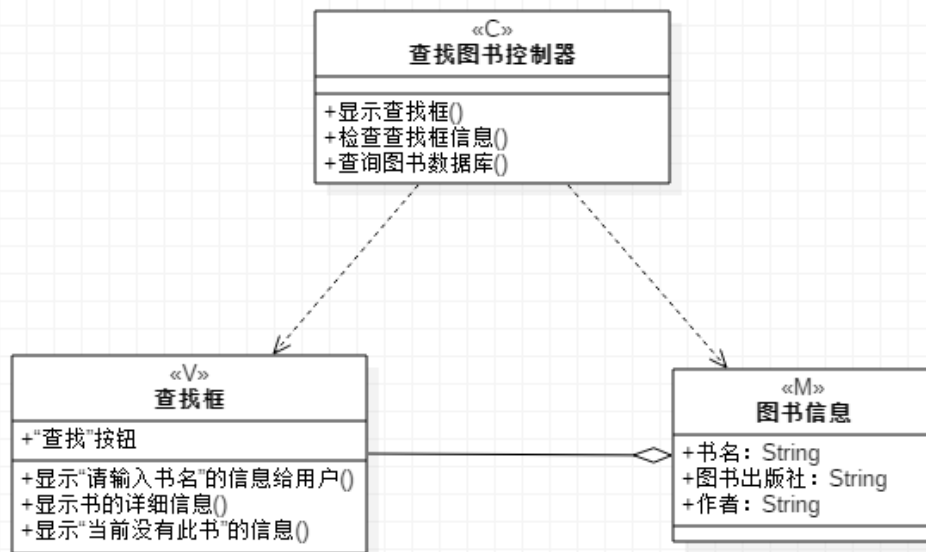 «C»
查找图书控制器
+显示查找框()
+检查查找框信息()
+查询图书数据库()
«V»
查找框
+“查找”按钮
+显示“请输入书名”的信息给用户()
+显示书的详细信息()
+显示“当前没有此书”的信息()
«M»
图书信息
+书名：String
+图书出版社：String
+作者：String